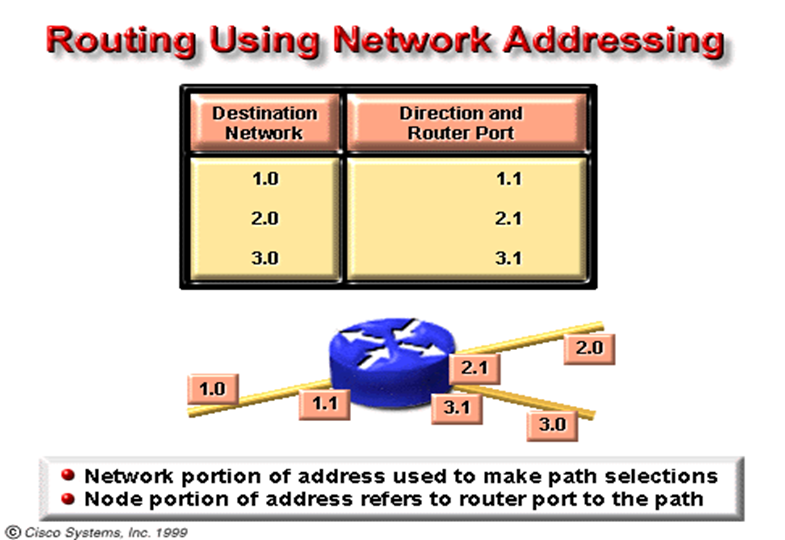 Routing Using Network Addressing
Destination Network
Direction and Router Port
1.0 1.1
2.0 2.1
3.0 3.1
2.0
2.1
1.0
1.1
3.1
3.0
Network portion of address used to make path selections
Node portion of address refers to router port to the path
© Cisco Systems, Inc. 1999